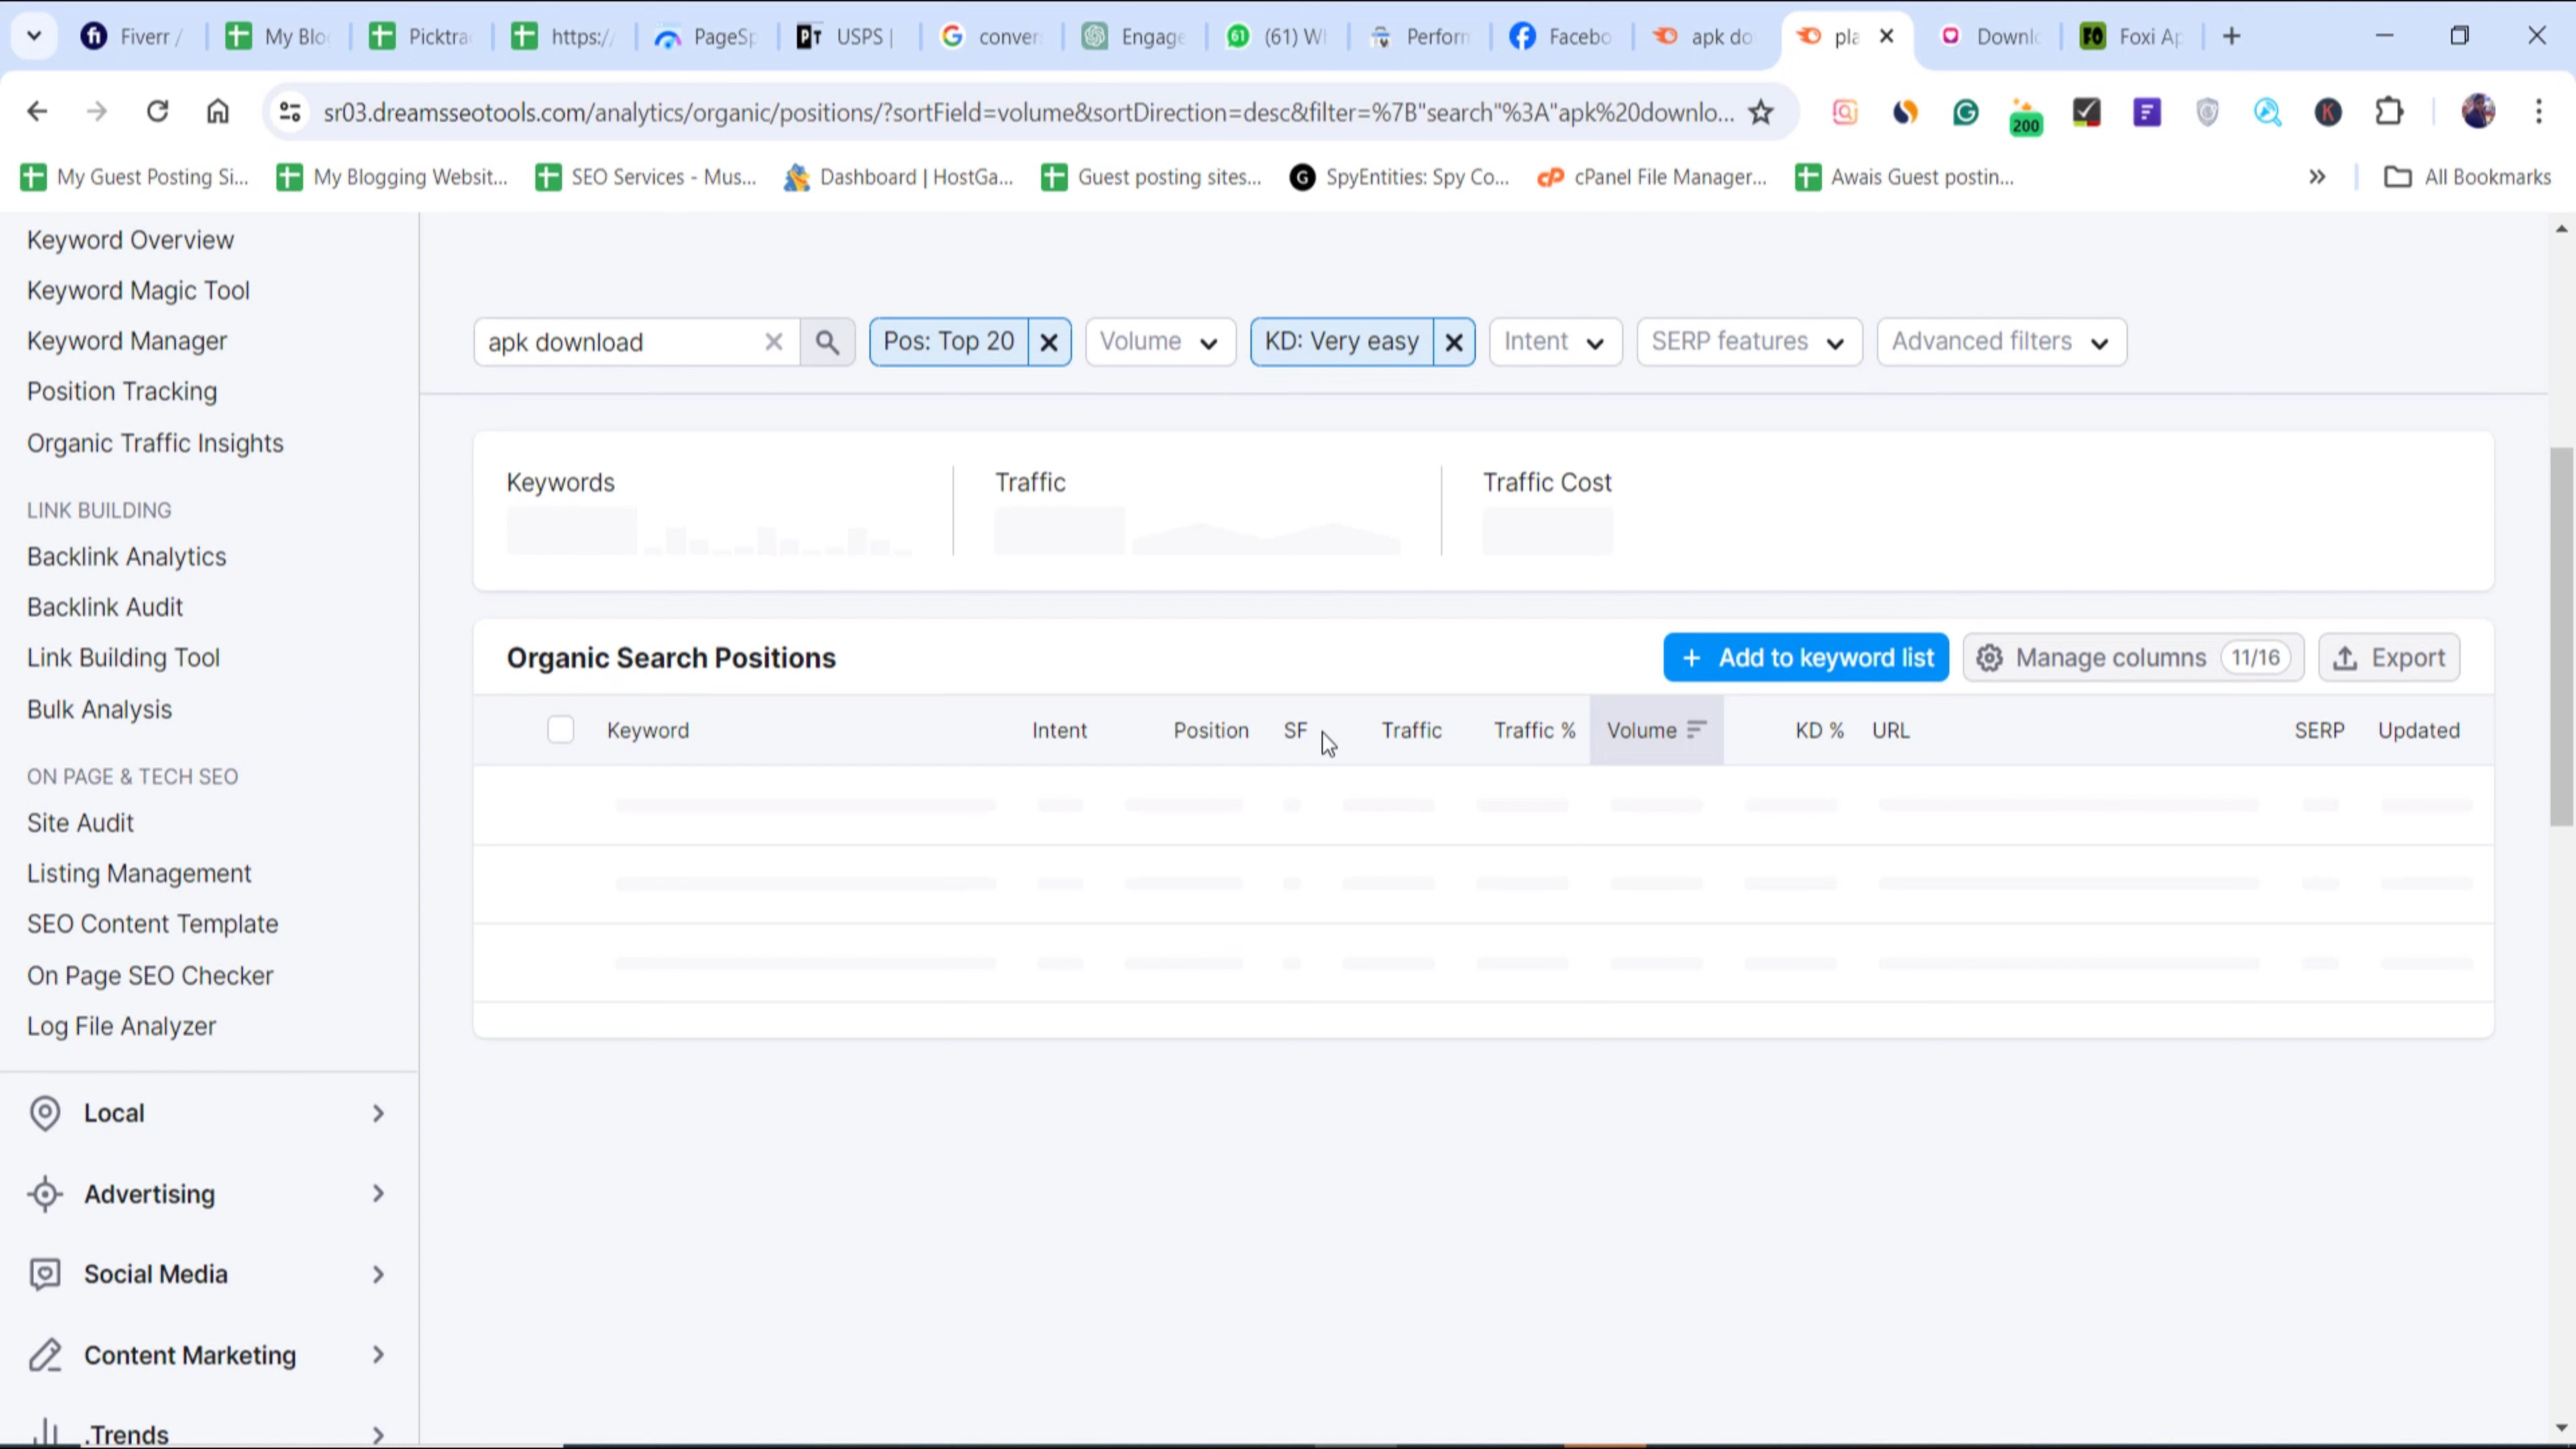 Fiverr /
My Blo
Picktra
https:/
PageSp
USPS |
conver
Engage
61
(61) W
Perform
Facebo
apk do
pla
Downlo
Foxi Ap
sr03.dreamsseotools.com/analytics/organic/positions/?sortField=volume&sortDirection=desc&filter=%7B"search"%3A"apk%20downlo...
200
My Guest Posting Si...
My Blogging Websit...
SEO Services - Mus...
Dashboard | HostGa...
Guest posting sites...
SpyEntities: Spy Co...
cPanel File Manager...
Awais Guest postin...
All Bookmarks
Keyword Overview
Keyword Magic Tool
Keyword Manager
Position Tracking
Organic Traffic Insights
LINK BUILDING
Backlink Analytics
Backlink Audit
Link Building Tool
Bulk Analysis
ON PAGE & TECH SEO
Site Audit
Listing Management
SEO Content Template
On Page SEO Checker
Log File Analyzer
Local
Advertising
Social Media
Content Marketing
.Trends
apk download
Pos: Top 20
Volume
KD: Very easy
Intent
SERP features
Advanced filters
Keywords
Traffic
Traffic Cost
Organic Search Positions
+ Add to keyword list
Manage columns 11/16
Export
Keyword Intent Position SF Traffic Traffic % Volume KD % URL SERP Updated